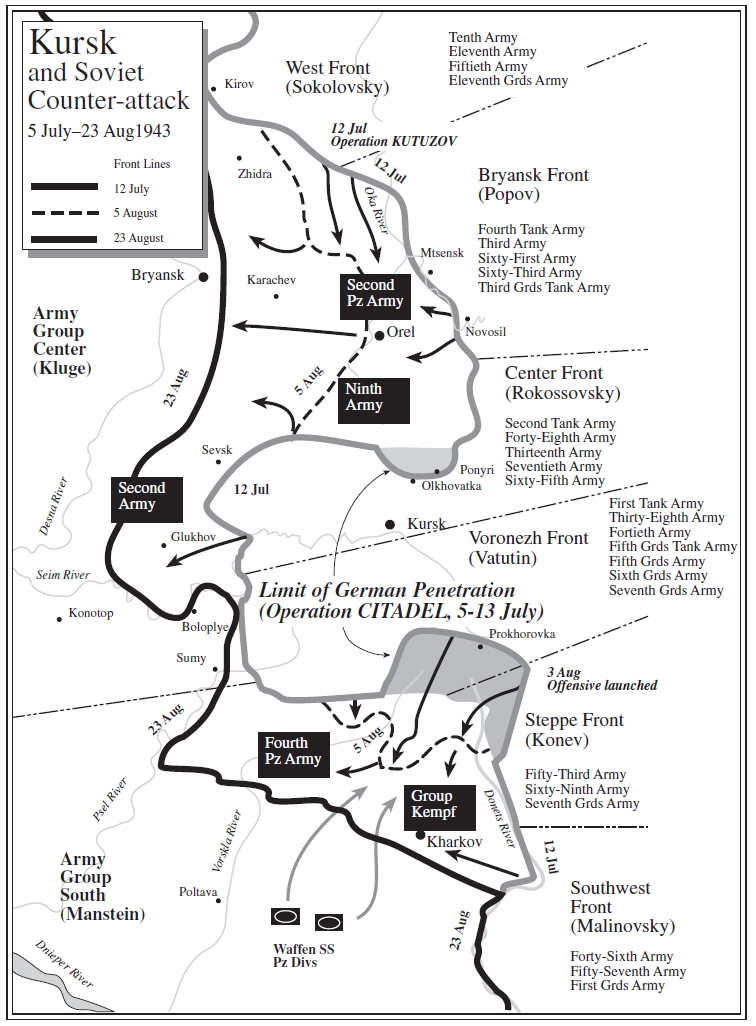 Kursk
and Soviet
Counter-attack
5 July–23 Aug1943
Front Lines
12 July
5 August
23 August
Kirov
West Front
(Sokolovsky)
Tenth Army
Eleventh Army
Fiftieth Army
Eleventh Grds Army
12 Jul
Operation KUTUZOV
12 Jul
Zhidra
Oka River
Bryansk Front
(Popov)
Fourth Tank Army
Third Army
Sixty-First Army
Sixty-Third Army
Third Grds Tank Army
Mtsensk
Bryansk
Karachev
Second
Pz Army
Orel
Novosil
Army
Group
Center
(Kluge)
23 Aug
5 Aug
Ninth
Army
Center Front
(Rokossovsky)
Second Tank Army
Forty-Eighth Army
Thirteenth Army
Seventieth Army
Sixty-Fifth Army
Sevsk
Ponyri
Olkhovatka
12 Jul
Second
Army
Desna River
Glukhov
Kursk
Voronezh Front
(Vatutin)
First Tank Army
Thirty-Eighth Army
Fortieth Army
Fifth Grds Tank Army
Fifth Grds Army
Sixth Grds Army
Seventh Grds Army
Seim River
Konotop
Limit of German Penetration
(Operation CITADEL, 5-13 July)
Boloplye
Prokhorovka
Sumy
3 Aug
Offensive launched
23 Aug
5 Aug
Fourth
Pz Army
Steppe Front
(Konev)
Fifty-Third Army
Sixty-Ninth Army
Seventh Grds Army
Psel River
Group
Kempf
Donets River
Vorskla River
Kharkov
12 Jul
Army
Group
South
(Manstein)
Poltava
23 Aug
Southwest
Front
(Malinovsky)
Waffen SS
Pz Divs
Dnieper River
Forty-Sixth Army
Fifty-Seventh Army
First Grds Army